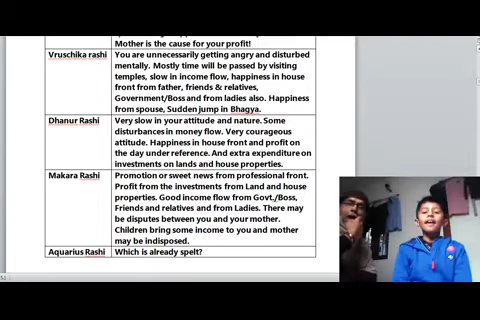 Mother is the cause for your profit!
Vruschika rashi
You are unnecessarily getting angry and disturbed
mentally. Mostly time will be passed by visiting
temples, slow in income flow, happiness in house
front from father, friends & relatives,
Government/Boss and from ladies also. Happiness
from spouse, Sudden jump in Bhagya.
Dhanur Rashi
Very slow in your attitude and nature. Some
disturbances in money flow. Very courageous
attitude. Happiness in house front and profit on
the day under reference. And extra expenditure on
investments on lands and house properties.
Makara Rashi
Promotion or sweet news from professional front.
Profit from the investments from Land and house
properties. Good income flow from Govt./Boss,
Friends and relatives and from Ladies. There may
be disputes between you and your mother.
Children bring some income to you and mother
may be indisposed.
Aquarius Rashi
Which is already spelt?